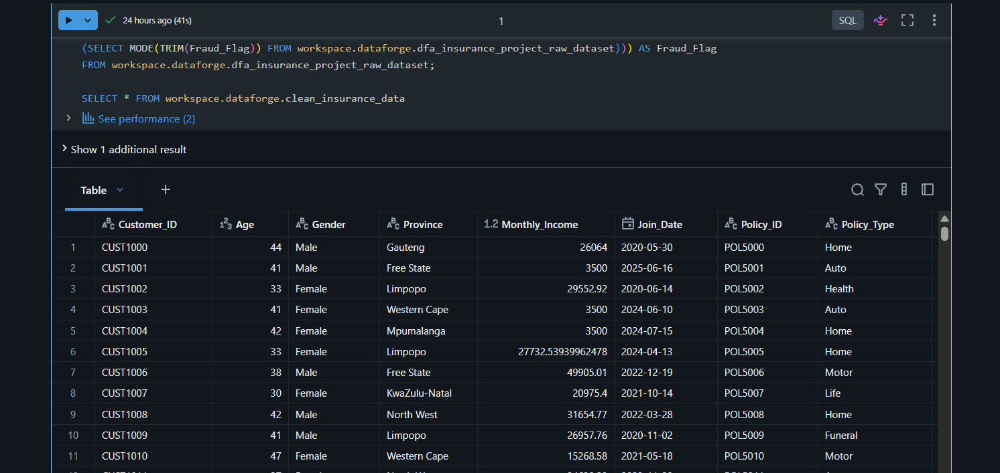 24 hours ago (41s) 1 SQL
(SELECT MODE(TRIM(Fraud_Flag)) FROM workspace.dataforge.dfa_insurance_project_raw_dataset))) AS Fraud_Flag
FROM workspace.dataforge.dfa_insurance_project_raw_dataset;
SELECT * FROM workspace.dataforge.clean_insurance_data
See performance (2)
Show 1 additional result
Table +
ABC Customer_ID 123 Age ABC Gender ABC Province 1.2 Monthly_Income Join_Date ABC Policy_ID ABC Policy_Type
1 CUST1000 44 Male Gauteng 26064 2020-05-30 POL5000 Home
2 CUST1001 41 Male Free State 3500 2025-06-16 POL5001 Auto
3 CUST1002 33 Female Limpopo 29552.92 2020-06-14 POL5002 Health
4 CUST1003 41 Female Western Cape 3500 2024-06-10 POL5003 Auto
5 CUST1004 42 Female Mpumalanga 3500 2024-07-15 POL5004 Home
6 CUST1005 33 Female Limpopo 27732.53939962478 2024-04-13 POL5005 Home
7 CUST1006 38 Male Free State 49905.01 2022-12-19 POL5006 Motor
8 CUST1007 30 Female KwaZulu-Natal 20975.4 2021-10-14 POL5007 Life
9 CUST1008 42 Male North West 31654.77 2022-03-28 POL5008 Home
10 CUST1009 41 Male Limpopo 26957.76 2020-11-02 POL5009 Funeral
11 CUST1010 47 Female Western Cape 15268.58 2021-05-18 POL5010 Motor